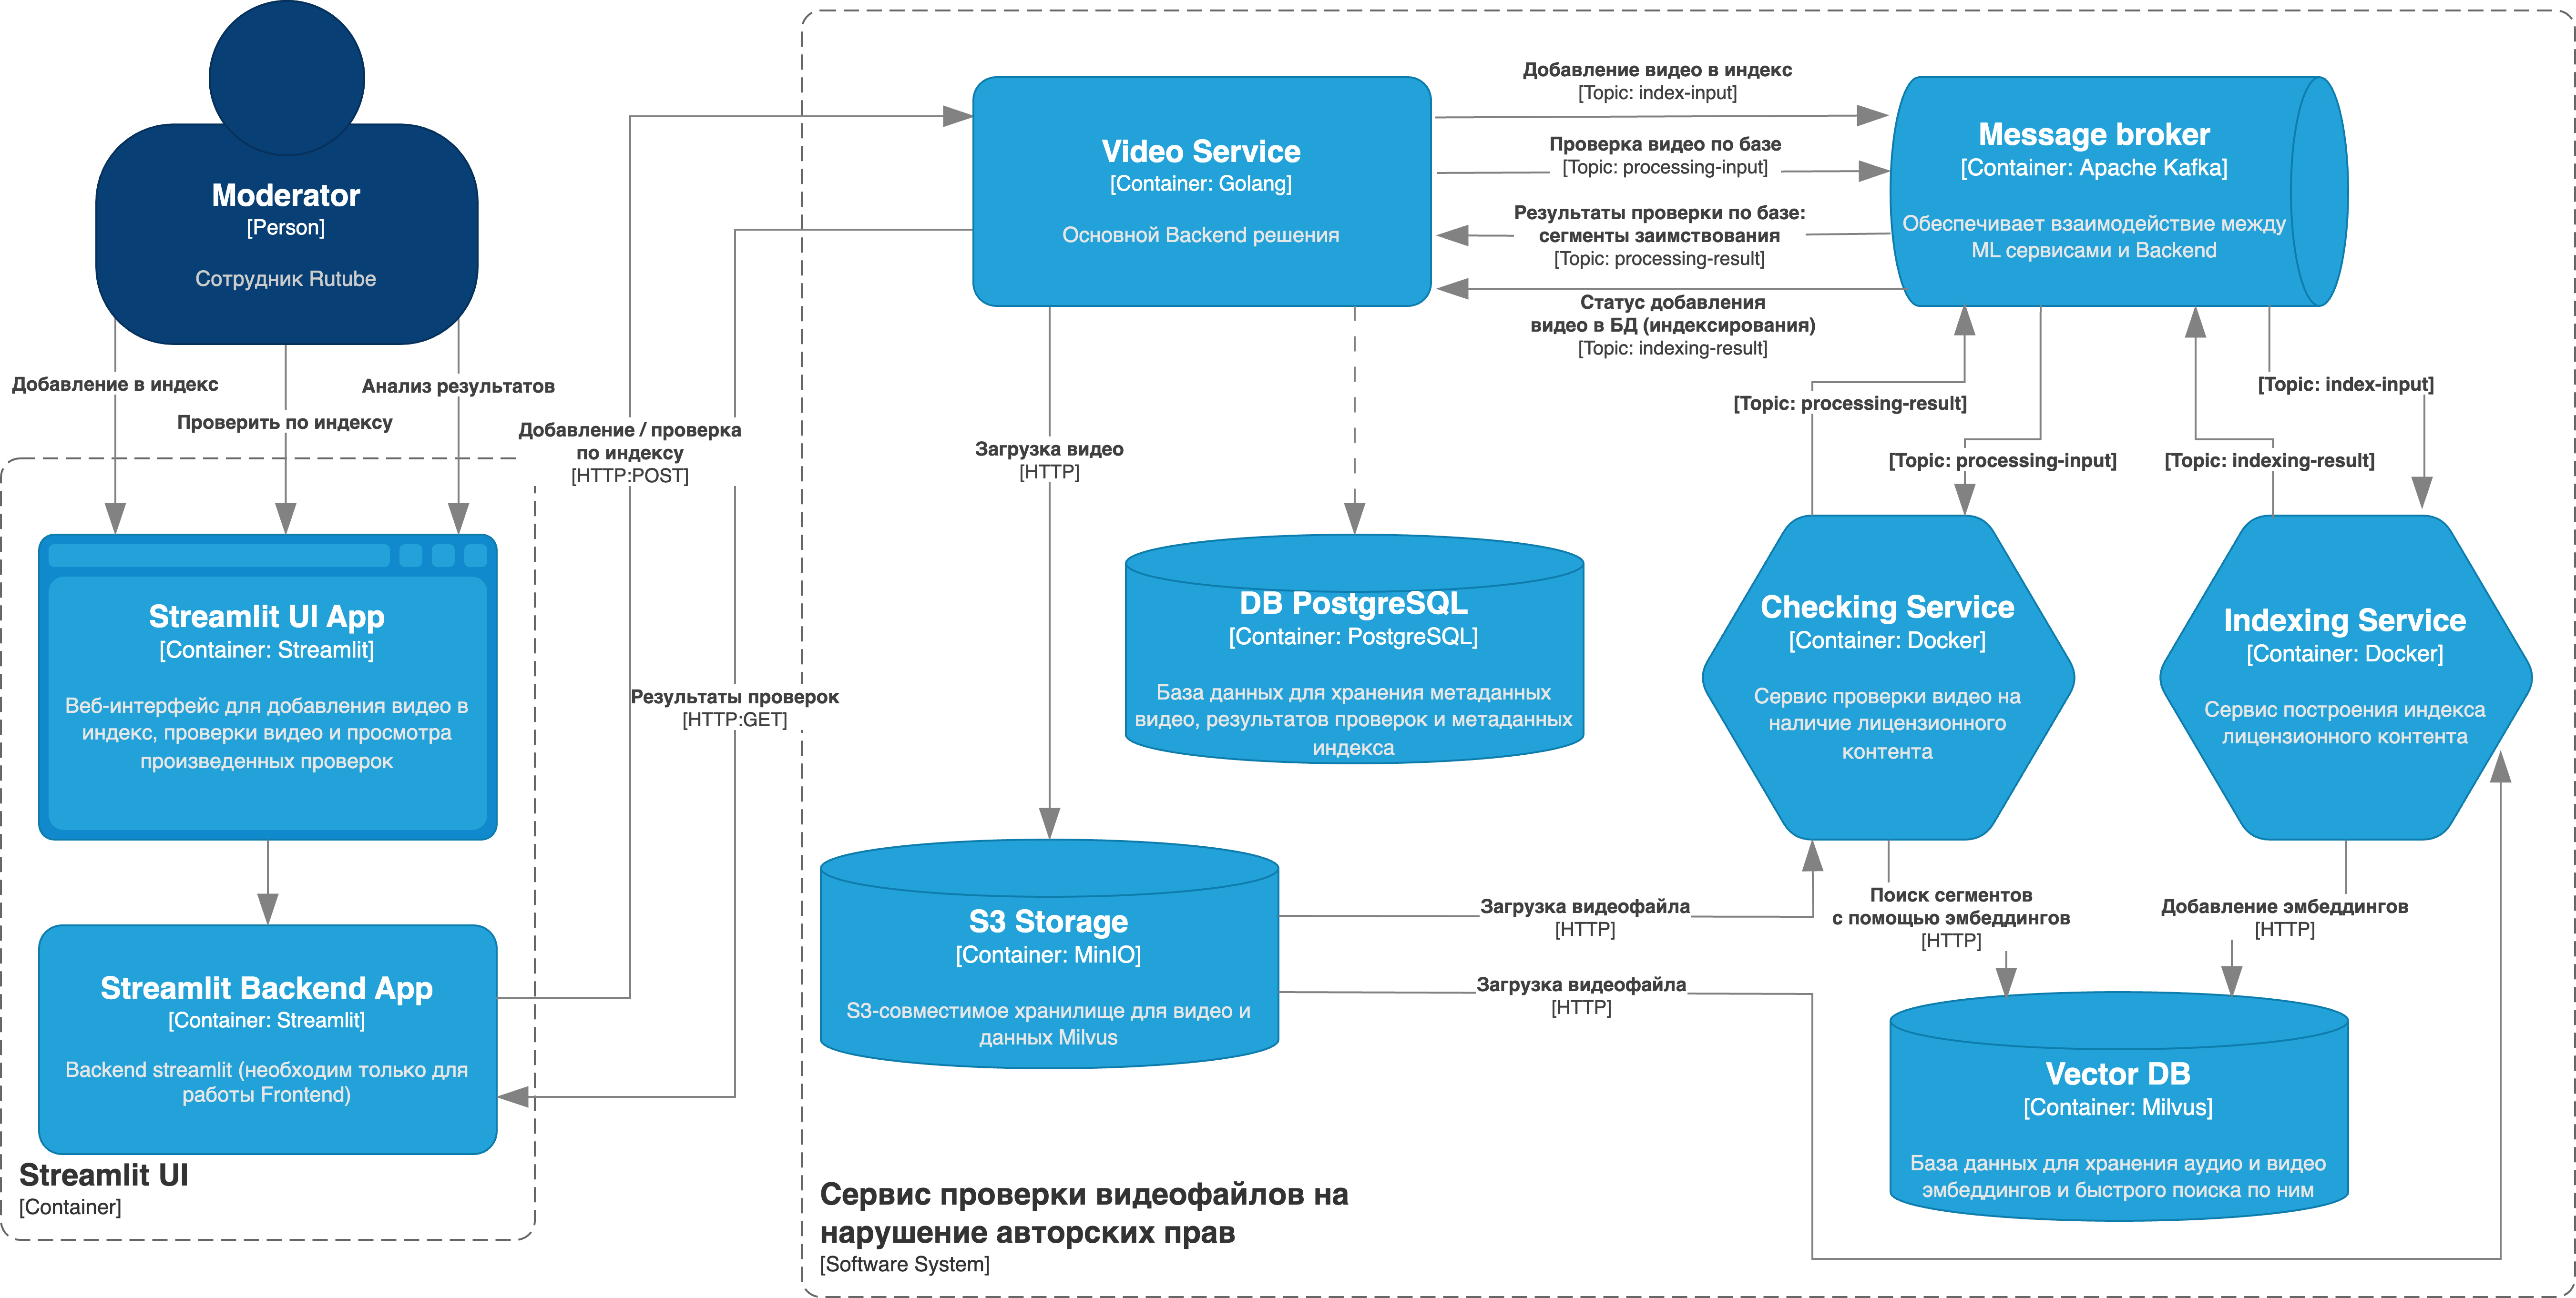 Moderator
[Person]
Сотрудник Rutube
Добавление в индекс
Проверить по индексу
Анализ результатов
Streamlit UI App
[Container: Streamlit]
Веб-интерфейс для добавления видео в
индекс, проверки видео и просмотра
произведенных проверок
Streamlit Backend App
[Container: Streamlit]
Backend streamlit (необходим только для
работы Frontend)
Streamlit UI
[Container]
Добавление / проверка
по индексу
[HTTP:POST]
Результаты проверок
[HTTP:GET]
Video Service
[Container: Golang]
Основной Backend решения
Добавление видео в индекс
[Topic: index-input]
Проверка видео по базе
[Topic: processing-input]
Результаты проверки по базе:
сегменты заимствования
[Topic: processing-result]
Статус добавления
видео в БД (индексирования)
[Topic: indexing-result]
Message broker
[Container: Apache Kafka]
Обеспечивает взаимодействие между
ML сервисами и Backend
[Topic: processing-result]
[Topic: processing-input]
[Topic: indexing-result]
[Topic: index-input]
Загрузка видео
[HTTP]
DB PostgreSQL
[Container: PostgreSQL]
База данных для хранения метаданных
видео, результатов проверок и метаданных
индекса
Checking Service
[Container: Docker]
Сервис проверки видео на
наличие лицензионного
контента
Indexing Service
[Container: Docker]
Сервис построения индекса
лицензионного контента
S3 Storage
[Container: MinIO]
S3-совместимое хранилище для видео и
данных Milvus
Загрузка видеофайла
[HTTP]
Загрузка видеофайла
[HTTP]
Поиск сегментов
с помощью эмбеддингов
[HTTP]
Добавление эмбеддингов
[HTTP]
Vector DB
[Container: Milvus]
База данных для хранения аудио и видео
эмбеддингов и быстрого поиска по ним
Сервис проверки видеофайлов на
нарушение авторских прав
[Software System]